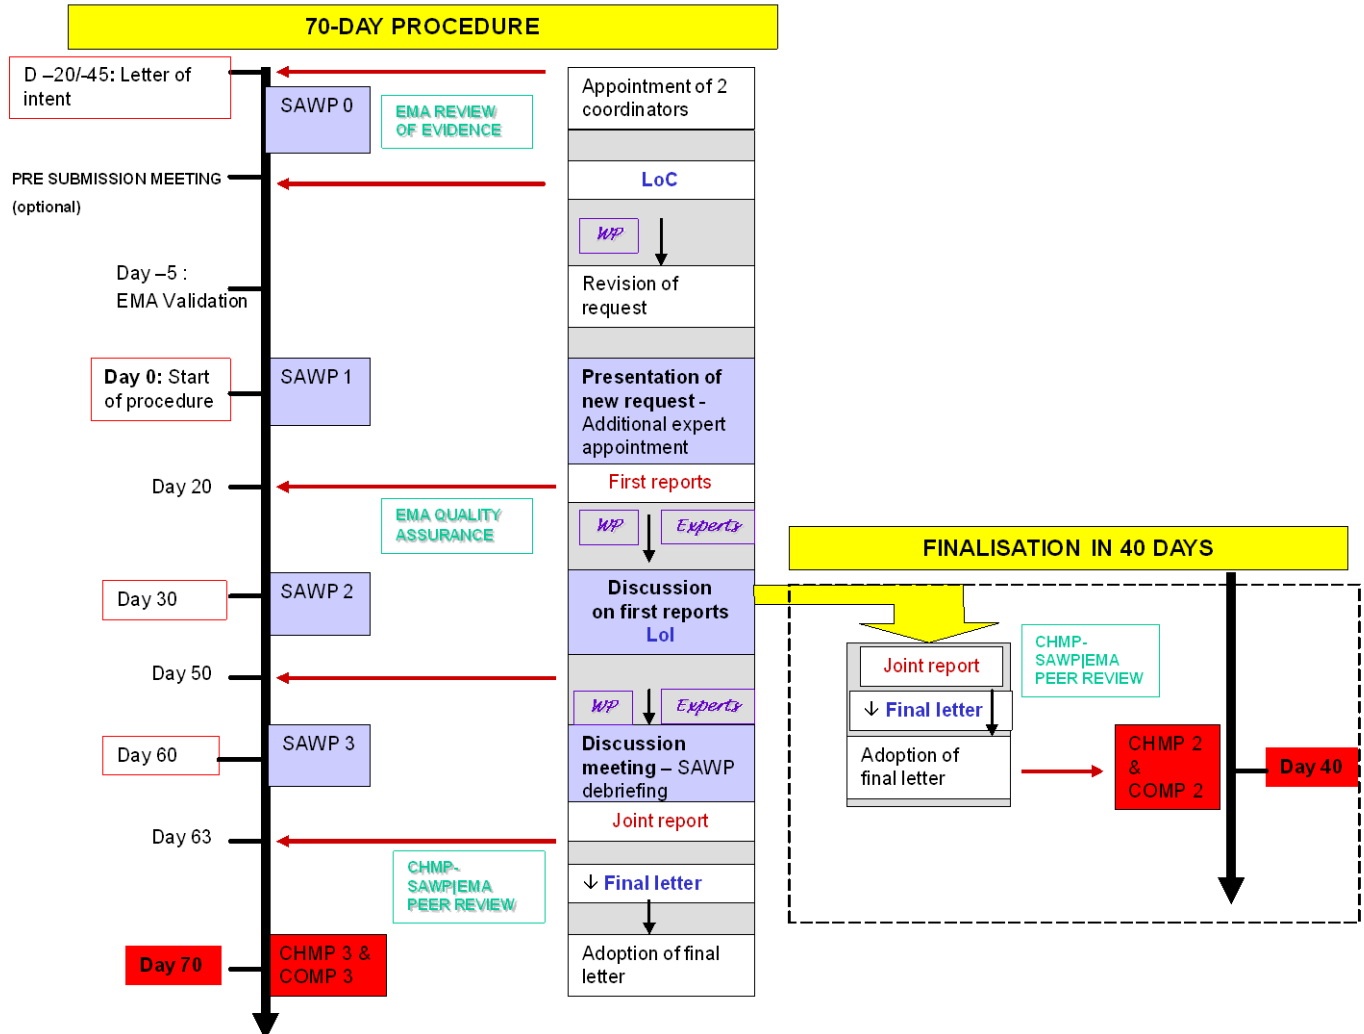 70-DAY PROCEDURE
D –20/-45: Letter of
intent
SAWP 0
EMA REVIEW
OF EVIDENCE
Appointment of 2
coordinators
PRE SUBMISSION MEETING
(optional)
LoC
WP
Day –5 :
EMA Validation
Revision of
request
Day 0: Start
of procedure
SAWP 1
Presentation of
new request -
Additional expert
appointment
Day 20
First reports
EMA QUALITY
ASSURANCE
WP
Experts
Day 30
SAWP 2
Discussion
on first reports
LoI
Day 50
WP
Experts
Day 60
SAWP 3
Discussion
meeting – SAWP
debriefing
Day 63
Joint report
CHMP-
SAWP|EMA
PEER REVIEW
↓ Final letter
Day 70
CHMP 3 &
COMP 3
Adoption of final
letter
FINALISATION IN 40 DAYS
Joint report
CHMP-
SAWP|EMA
PEER REVIEW
↓ Final letter
Adoption of
final letter
CHMP 2
&
COMP 2
Day 40